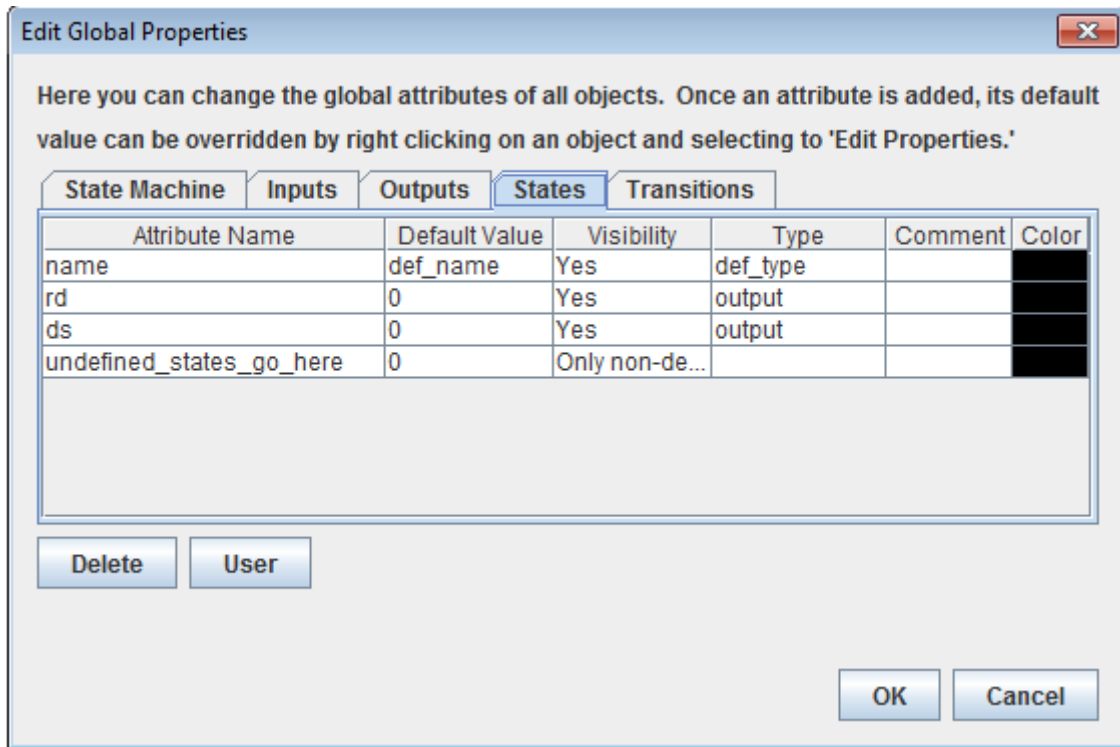 Edit Global Properties
Here you can change the global attributes of all objects. Once an attribute is added, its default
value can be overridden by right clicking on an object and selecting to 'Edit Properties.'
State Machine Inputs Outputs States Transitions
Attribute Name Default Value Visibility Type Comment Color
name def_name Yes def_type
rd 0 Yes output
ds 0 Yes output
undefined_states_go_here 0 Only non-de...
Delete User
OK Cancel